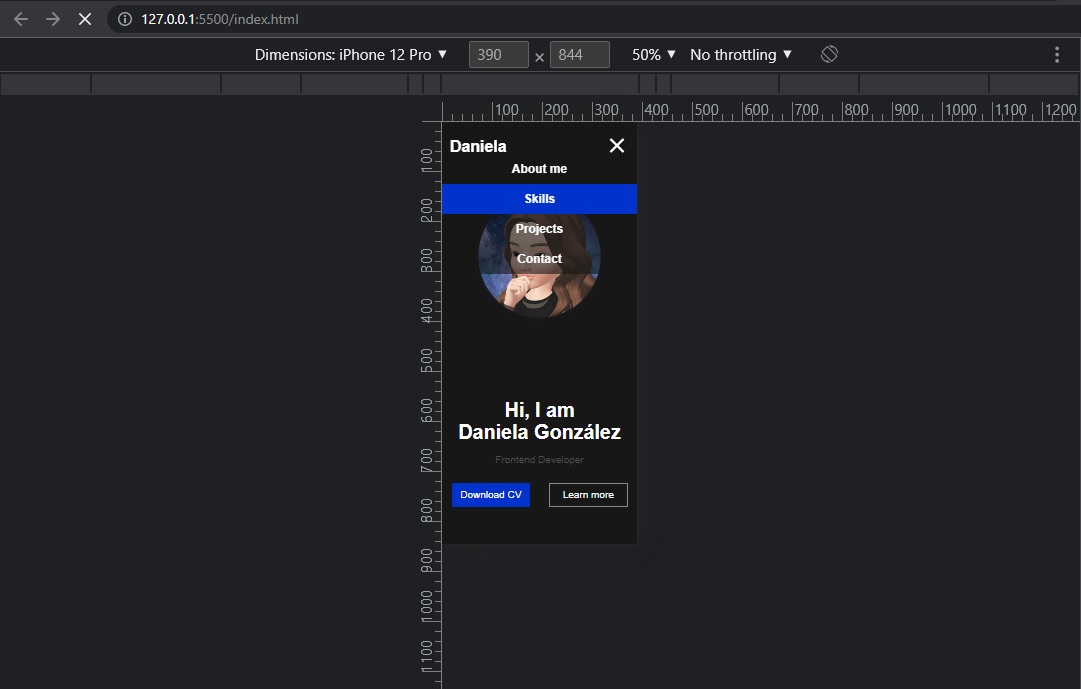 127.0.0.1:5500/index.html
Dimensions: iPhone 12 Pro ▼ 390 × 844 50% ▼ No throttling ▼
100 200 300 400 500 600 700 800 900 1000 1100 1200
100
200
300
400
500
600
700
800
900
1000
1100
Daniela
About me
Skills
Projects
Contact
Hi, I am
Daniela González
Frontend Developer
Download CV Learn more